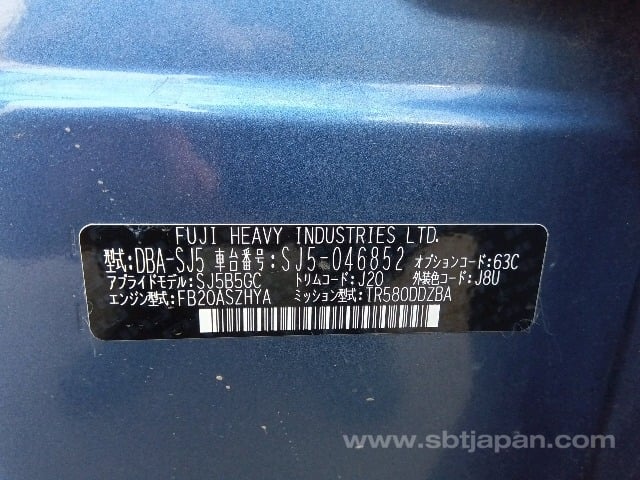 FUJI HEAVY INDUSTRIES LTD.
型式:DBA-SJ5 車台番号:SJ5-046852 オプションコード:63C
アプライドモデル:SJ5B5GC トリムコード:J20 外装色コード:J8U
エンジン型式:FB20ASZHYA ミッション型式:TR580DDZBA
www.sbtjapan.com